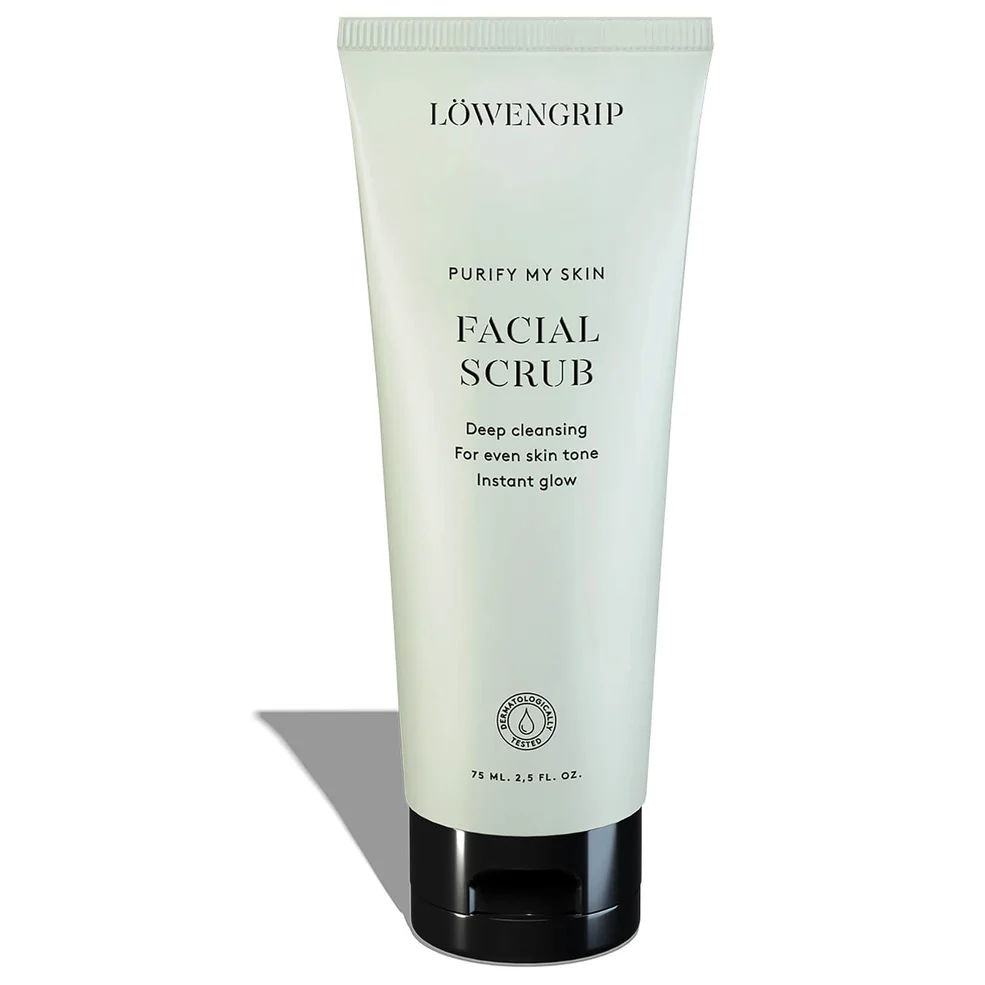 LÖWENGRIP
PURIFY MY SKIN
FACIAL
SCRUB
Deep cleansing
For even skin tone
Instant glow
DERMATOLOGICALLY
TESTED
75 ML. 2,5 FL. OZ.